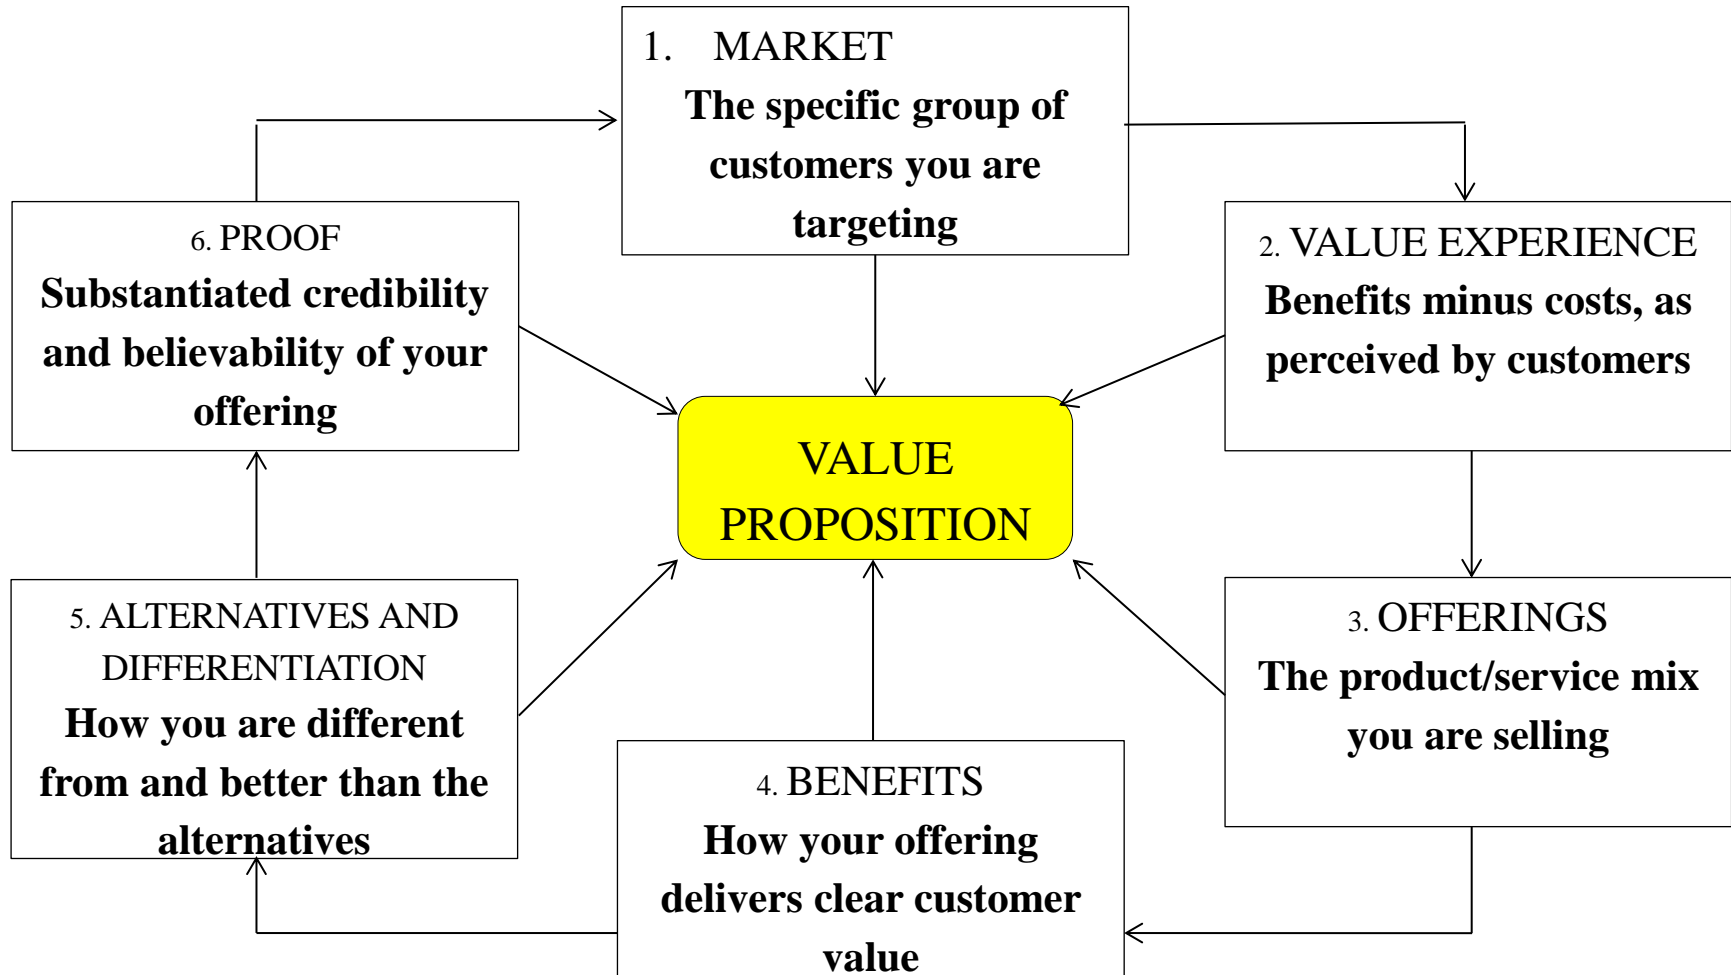 1. MARKET
The specific group of
customers you are
targeting
2. VALUE EXPERIENCE
Benefits minus costs, as
perceived by customers
3. OFFERINGS
The product/service mix
you are selling
4. BENEFITS
How your offering
delivers clear customer
value
5. ALTERNATIVES AND
DIFFERENTIATION
How you are different
from and better than the
alternatives
6. PROOF
Substantiated credibility
and believability of your
offering
VALUE
PROPOSITION